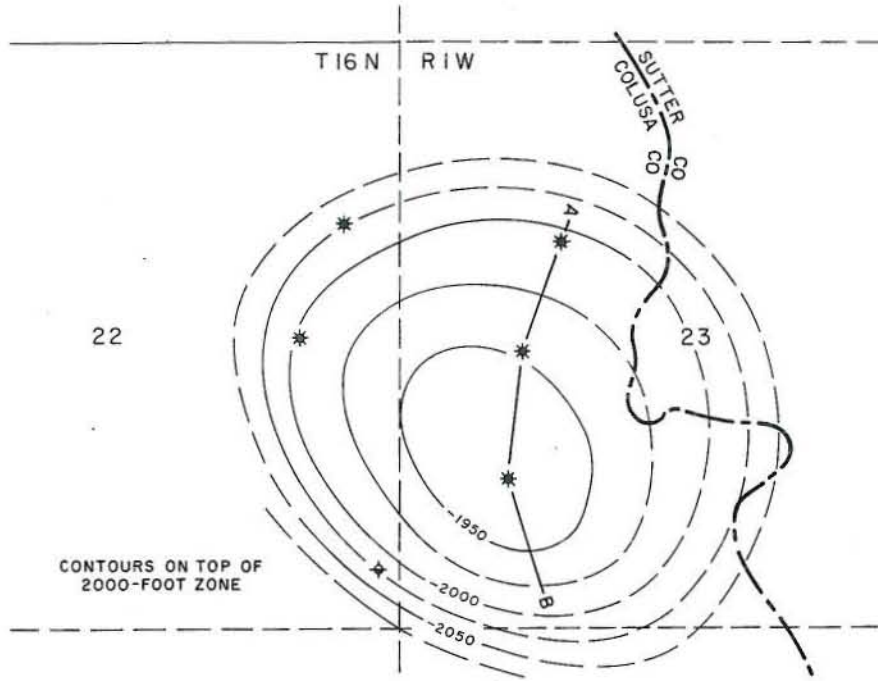 T16N R1W
SUTTER CO
COLUSA CO
A
22
23
-1950
CONTOURS ON TOP OF
2000-FOOT ZONE
-2000
B
-2050